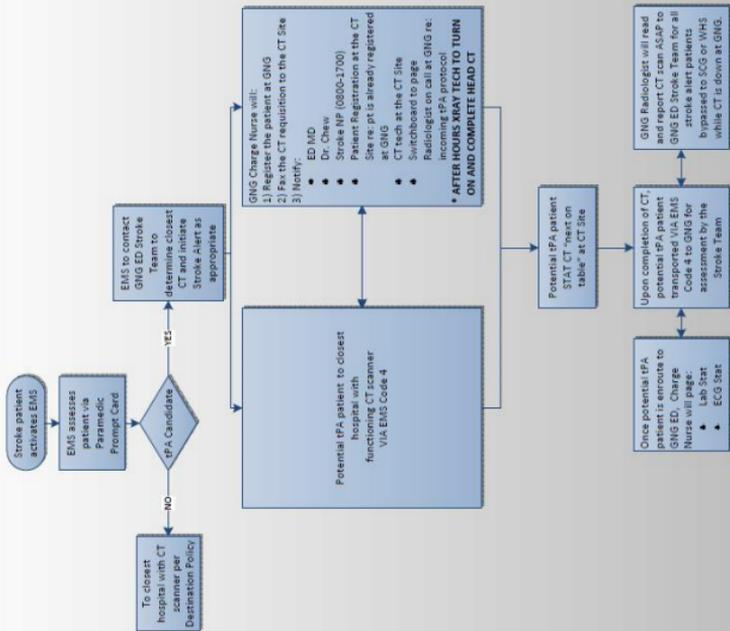 Stroke patient
activates EMS
EMS assesses
patient via
Paramedic
Prompt Card
tPA Candidate
NO
YES
To closest
hospital with CT
scanner per
Destination Policy
EMS to contact
GNG ED Stroke
Team to
determine closest
CT and initiate
Stroke Alert as
appropriate
Potential tPA patient to closest
hospital with
functioning CT scanner
VIA EMS Code 4
GNG Charge Nurse will:
1) Register the patient at GNG
2) Fax the CT requisition to the CT Site
3) Notify:
ED MD
Dr. Chew
Stroke NP (0800-1700)
Patient Registration at the CT
Site re: pt is already registered
at GNG
CT tech at the CT Site
Switchboard to page
Radiologist on call at GNG re:
incoming tPA protocol
* AFTER HOURS XRAY TECH TO TURN
ON AND COMPLETE HEAD CT
Potential tPA patient
STAT CT "next on
table" at CT Site
Once potential tPA
patient is enroute to
GNG ED, Charge
Nurse will page:
Lab Stat
ECG Stat
Upon completion of CT,
potential tPA patient
transported VIA EMS
Code 4 to GNG for
assessment by the
Stroke Team
GNG Radiologist will read
and report CT scan ASAP to
GNG ED Stroke Team for all
stroke alert patients
bypassed to SCG or WHS
while CT is down at GNG.